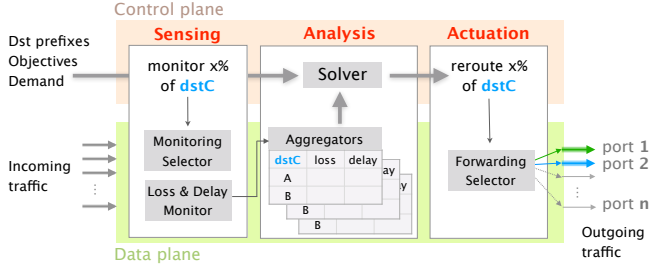 Control plane
Sensing
Analysis
Actuation
Dst prefixes
Objectives
Demand
monitor x%
of dstC
Solver
reroute x%
of dstC
Monitoring
Selector
Loss & Delay
Monitor
Aggregators
dstC loss delay
A
B
ay
B
ay
B
Forwarding
Selector
Incoming
traffic
port 1
port 2
port n
Outgoing
traffic
Data plane